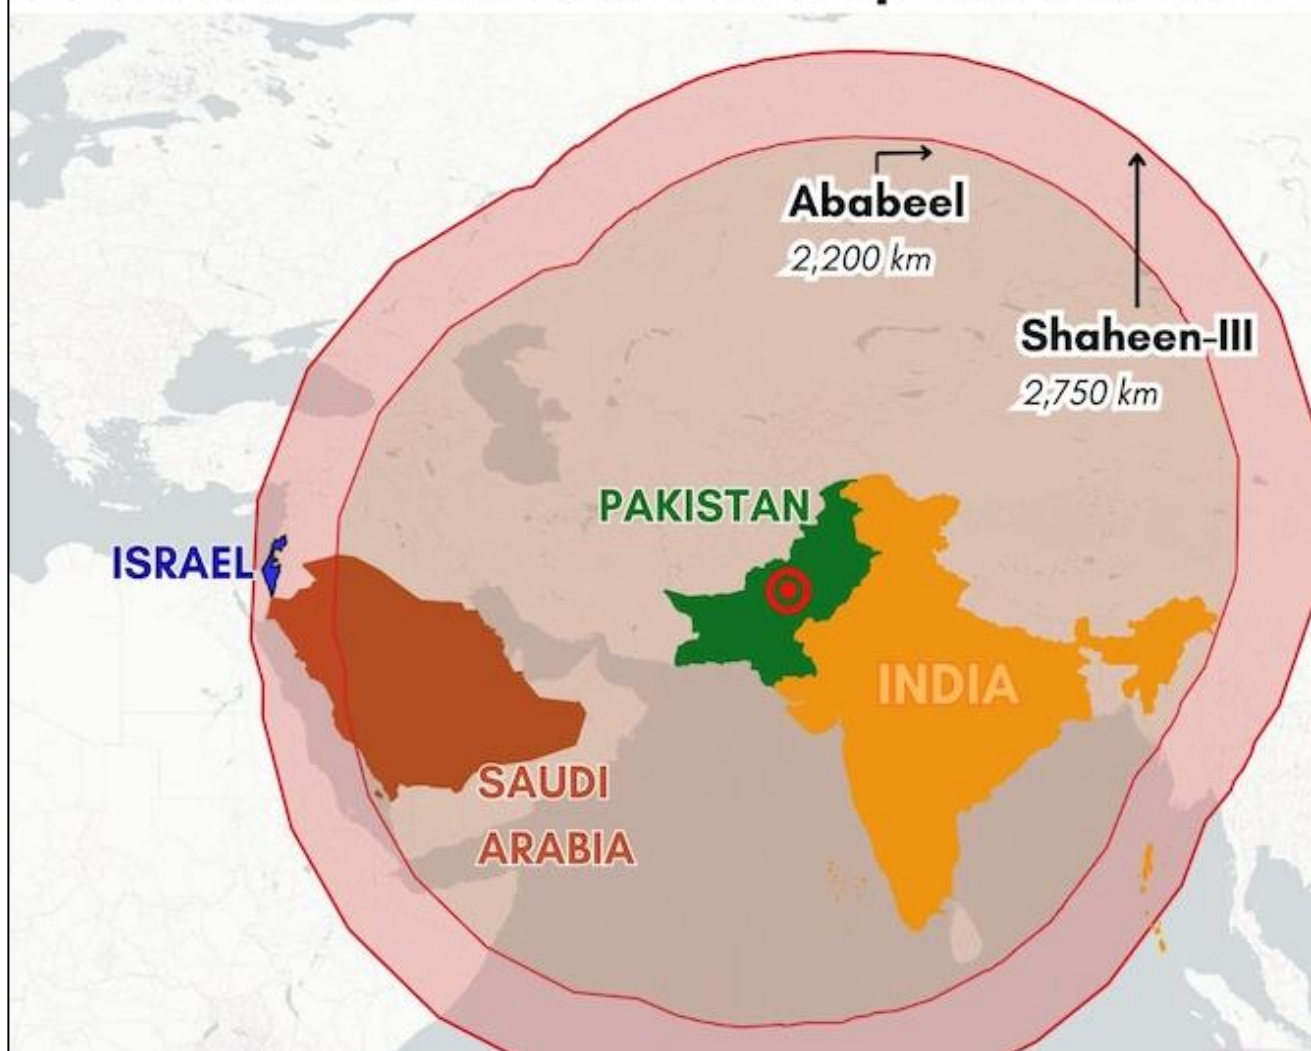 Ababeel
2,200 km
Shaheen-III
2,750 km
PAKISTAN
ISRAEL
INDIA
SAUDI
ARABIA